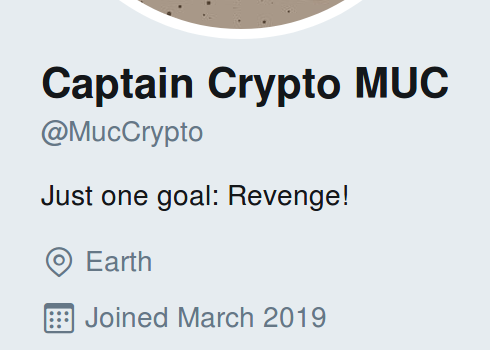 Captain Crypto MUC
@MucCrypto
Just one goal: Revenge!
Earth
Joined March 2019